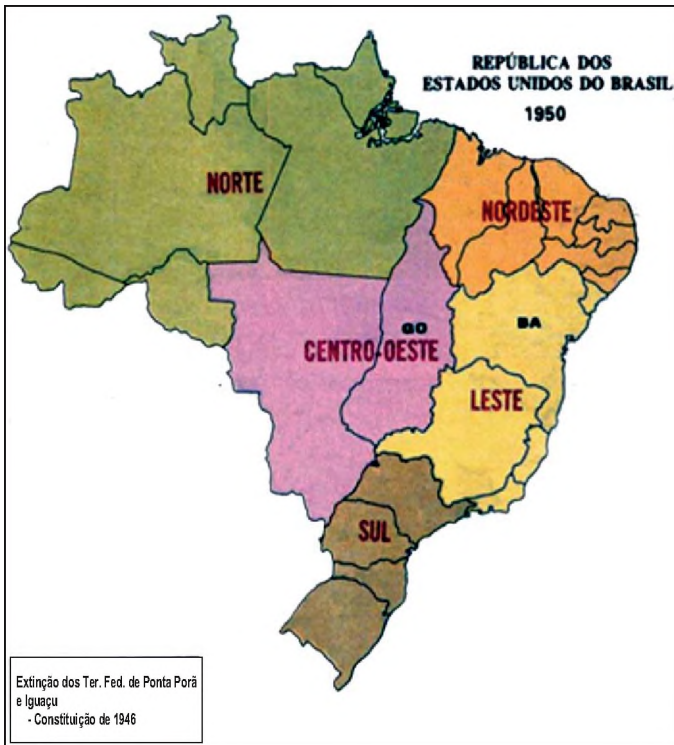 REPÚBLICA DOS
ESTADOS UNIDOS DO BRASIL
1950
NORTE
NORDESTE
GO
BA
CENTRO-OESTE
LESTE
SUL
Extinção dos Ter. Fed. de Ponta Porã
e Iguaçu
- Constituição de 1946